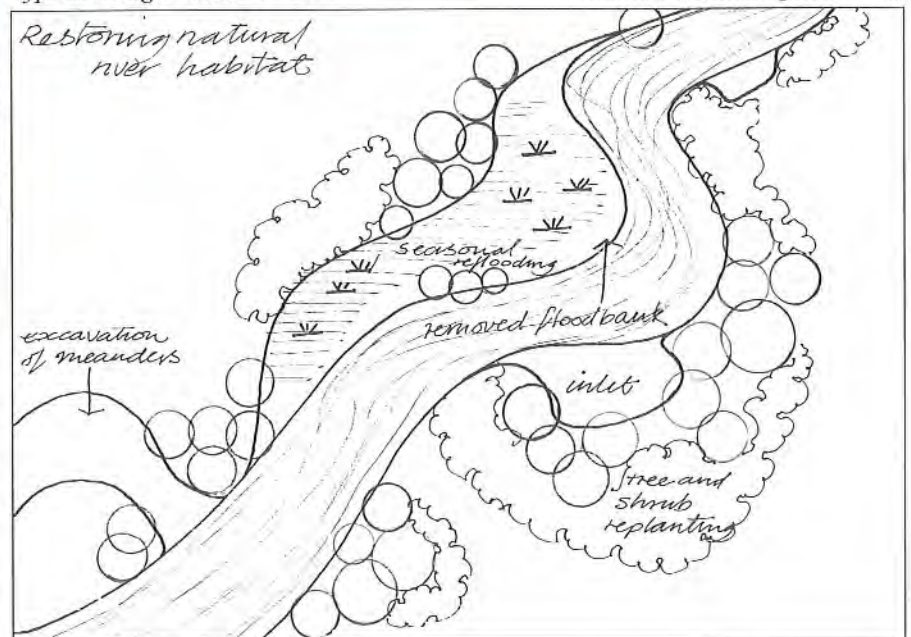 Restoring natural
river habitat
seasonal
reflooding
removed floodbank
excavation
of meanders
inlet
tree and
shrub
replanting